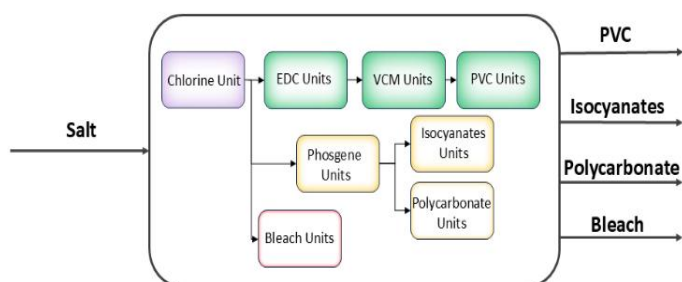 Salt
Chlorine Unit
EDC Units
VCM Units
PVC Units
Phosgene
Units
Isocyanates
Units
Polycarbonate
Units
Bleach Units
PVC
Isocyanates
Polycarbonate
Bleach